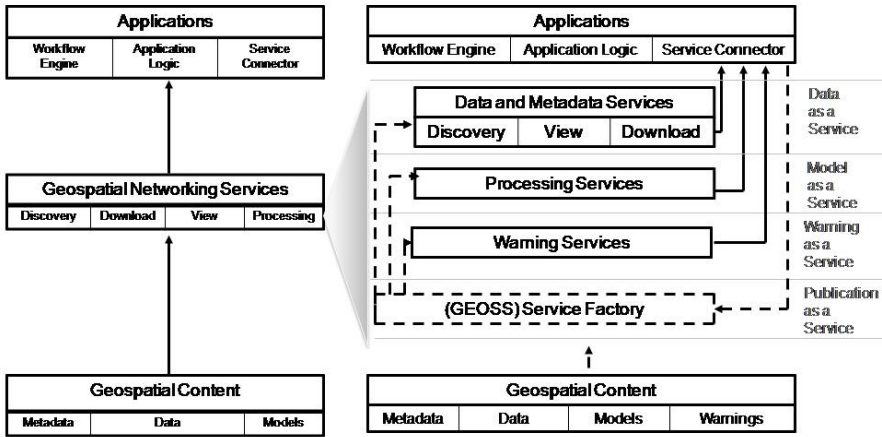 Applications
Workflow Engine
Application Logic
Service Connector
Geospatial Networking Services
Discovery
Download
View
Processing
Geospatial Content
Metadata
Data
Models
Applications
Workflow Engine
Application Logic
Service Connector
Data and Metadata Services
Discovery
View
Download
Data
as a
Service
Processing Services
Model
as a
Service
Warning Services
Warning
as a
Service
(GEOSS) Service Factory
Publication
as a
Service
Geospatial Content
Metadata
Data
Models
Warnings